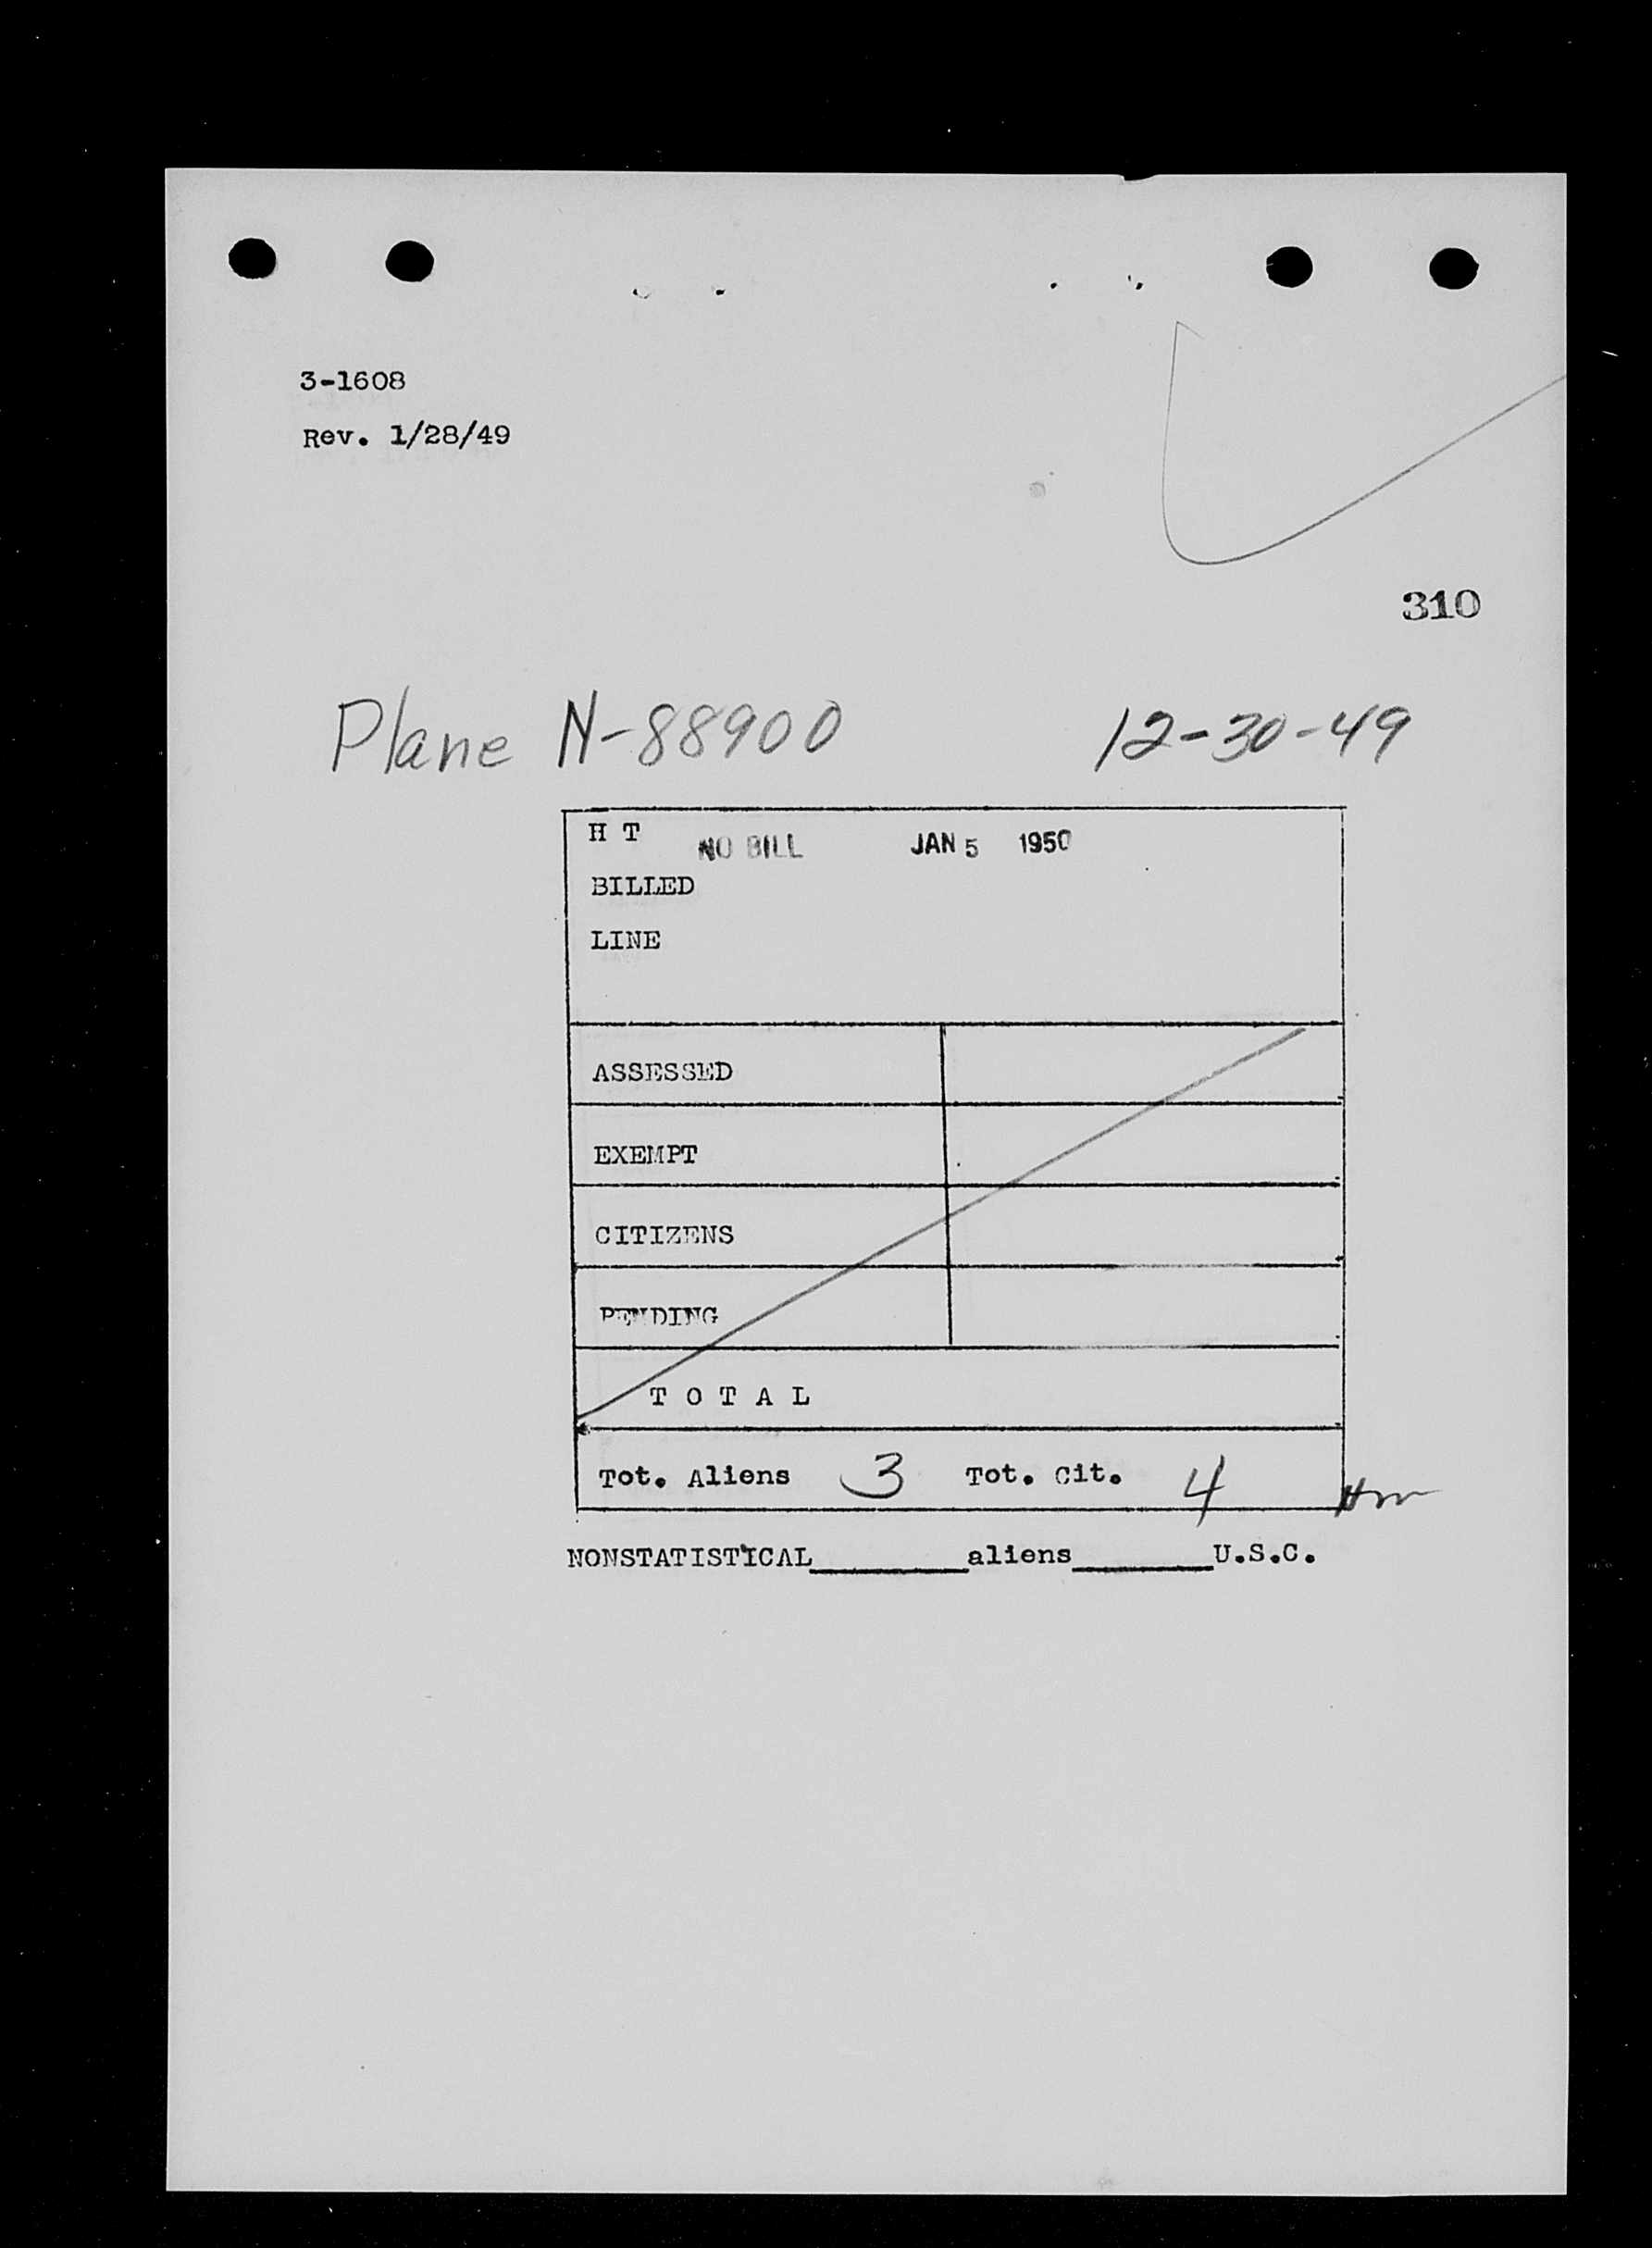 3-1608
Rev. 1/28/49
310
Plane N-88900 12-30-49
H T NO BILL JAN 5 1950
BILLED
LINE
ASSESSED
EXEMPT
CITIZENS
PENDING
T O T A L
Tot. Aliens 3 Tot. Cit. 4
NONSTATISTICAL________aliens_______U.S.C.